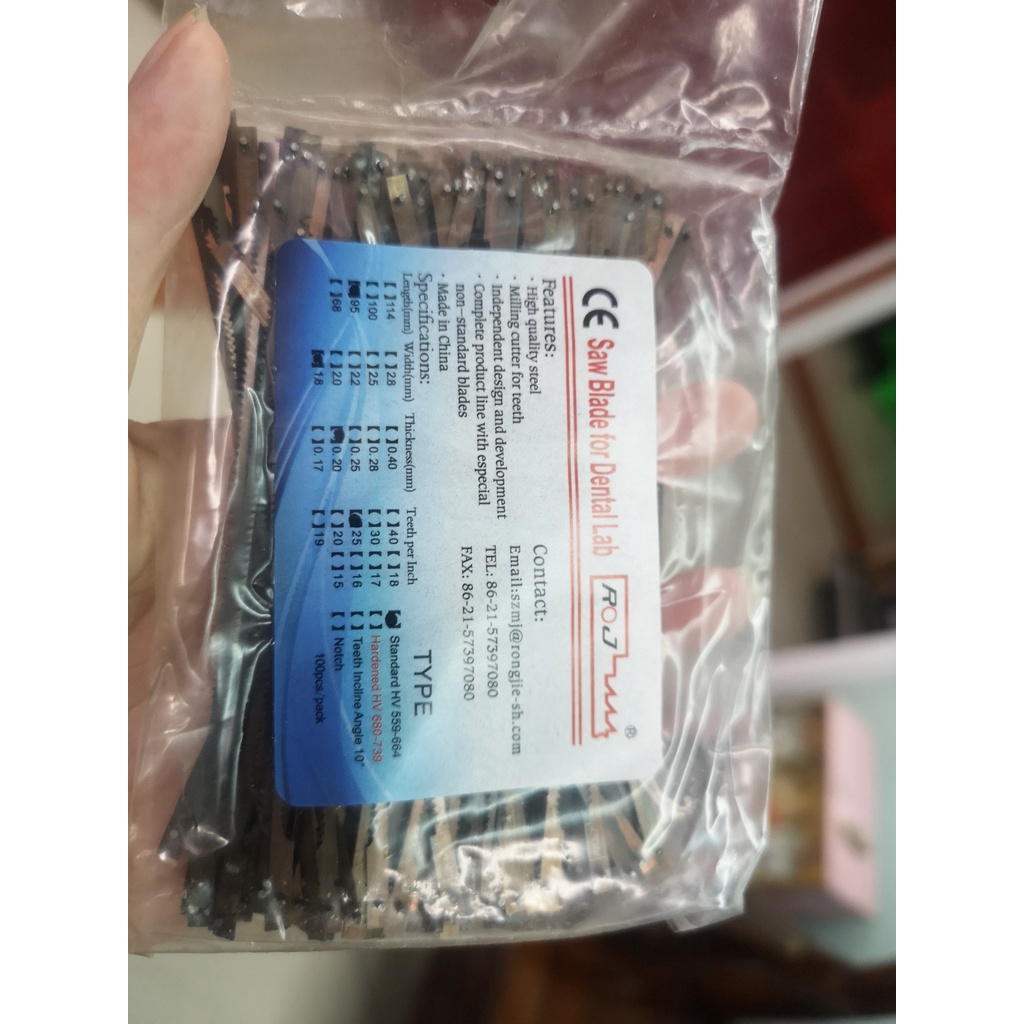 CE Saw Blade for Dental Lab ROJ ®
Features:
· High quality steel
· Milling cutter for teeth
· Independent design and development
· Complete product line with especial
non-standard blades
· Made in China
Contact:
Email:szmj@rongjie-sh.com
TEL: 86-21-57397080
FAX: 86-21-57397080
Specifications:
TYPE
Length(mm) Width(mm) Thickness(mm) Teeth per Inch
【 】114 【 】2.8 【 】0.40 【 】40 【 】18 【 】Standard HV 559-664
【 】100 【 】2.5 【 】0.28 【 】30 【 】17 【 】Hardened HV 680-739
【 】95 【 】2.2 【 】0.25 【 】25 【 】16 【 】Teeth Incline Angle 10°
【 】68 【 】2.0 【 】0.20 【 】20 【 】15 【 】Notch
【 】1.8 【 】0.17 【 】19 100pcs/pack